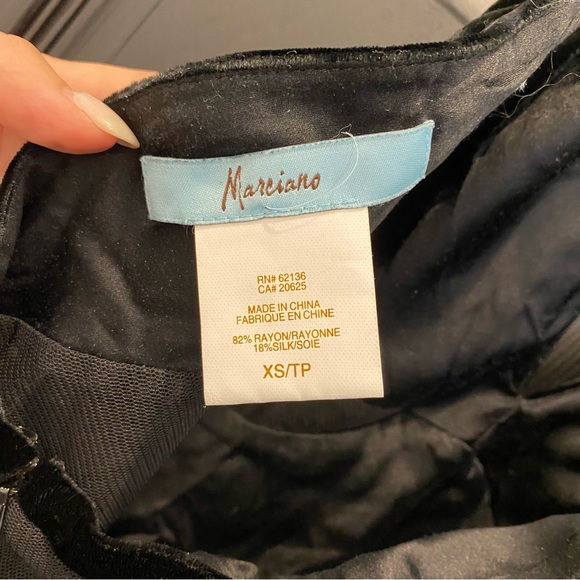 Marciano
RN# 62136
CA# 20625
MADE IN CHINA
FABRIQUE EN CHINE
82% RAYON/RAYONNE
18%SILK/SOIE
XS/TP